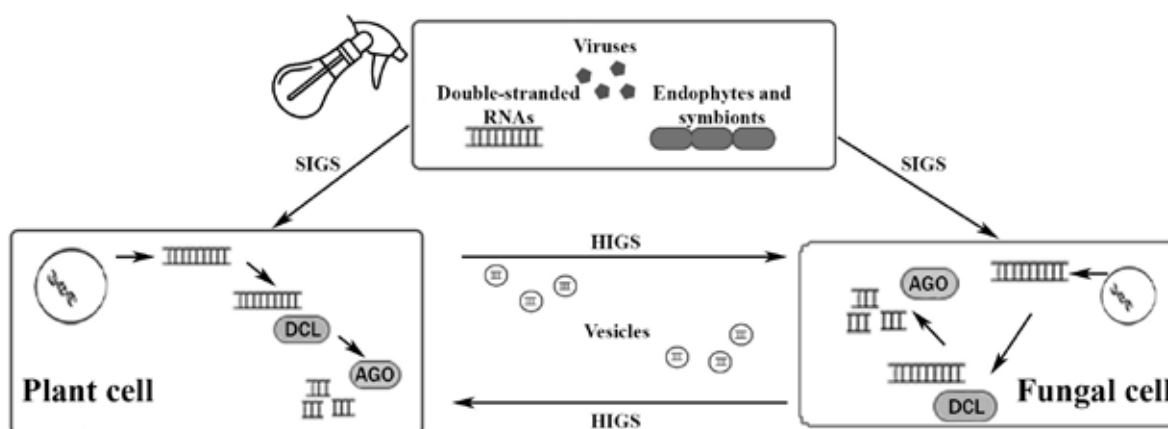 Viruses
Double-stranded
RNAs
Endophytes and
symbionts
SIGS
SIGS
HIGS
DCL
AGO
Plant cell
Vesicles
AGO
DCL
Fungal cell
HIGS